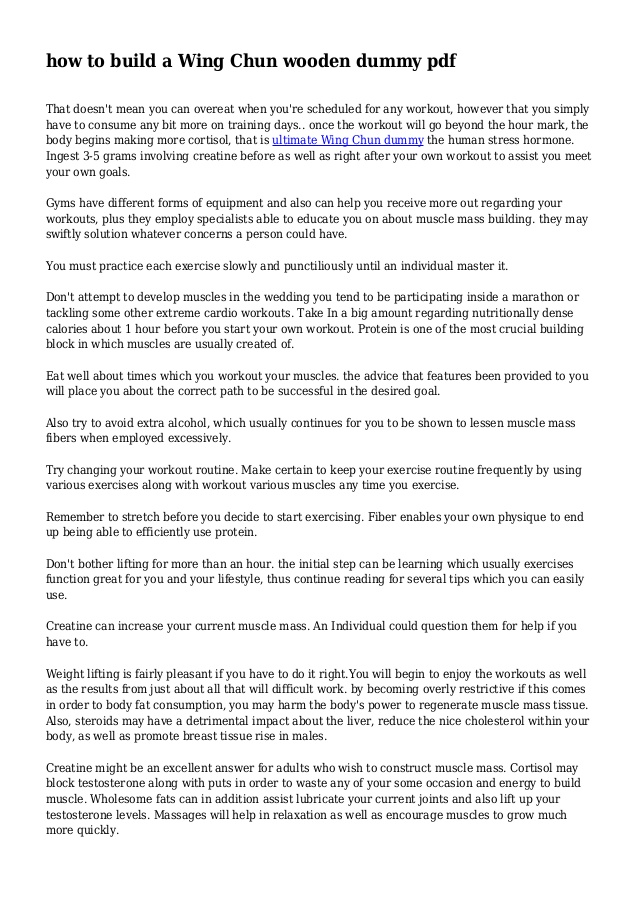 how to build a Wing Chun wooden dummy pdf
That doesn't mean you can overeat when you're scheduled for any workout, however that you simply
have to consume any bit more on training days.. once the workout will go beyond the hour mark, the
body begins making more cortisol, that is ultimate Wing Chun dummy the human stress hormone.
Ingest 3-5 grams involving creatine before as well as right after your own workout to assist you meet
your own goals.
Gyms have different forms of equipment and also can help you receive more out regarding your
workouts, plus they employ specialists able to educate you on about muscle mass building. they may
swiftly solution whatever concerns a person could have.
You must practice each exercise slowly and punctiliously until an individual master it.
Don't attempt to develop muscles in the wedding you tend to be participating inside a marathon or
tackling some other extreme cardio workouts. Take In a big amount regarding nutritionally dense
calories about 1 hour before you start your own workout. Protein is one of the most crucial building
block in which muscles are usually created of.
Eat well about times which you workout your muscles. the advice that features been provided to you
will place you about the correct path to be successful in the desired goal.
Also try to avoid extra alcohol, which usually continues for you to be shown to lessen muscle mass
fibers when employed excessively.
Try changing your workout routine. Make certain to keep your exercise routine frequently by using
various exercises along with workout various muscles any time you exercise.
Remember to stretch before you decide to start exercising. Fiber enables your own physique to end
up being able to efficiently use protein.
Don't bother lifting for more than an hour. the initial step can be learning which usually exercises
function great for you and your lifestyle, thus continue reading for several tips which you can easily
use.
Creatine can increase your current muscle mass. An Individual could question them for help if you
have to.
Weight lifting is fairly pleasant if you have to do it right.You will begin to enjoy the workouts as well
as the results from just about all that will difficult work. by becoming overly restrictive if this comes
in order to body fat consumption, you may harm the body's power to regenerate muscle mass tissue.
Also, steroids may have a detrimental impact about the liver, reduce the nice cholesterol within your
body, as well as promote breast tissue rise in males.
Creatine might be an excellent answer for adults who wish to construct muscle mass. Cortisol may
block testosterone along with puts in order to waste any of your some occasion and energy to build
muscle. Wholesome fats can in addition assist lubricate your current joints and also lift up your
testosterone levels. Massages will help in relaxation as well as encourage muscles to grow much
more quickly.